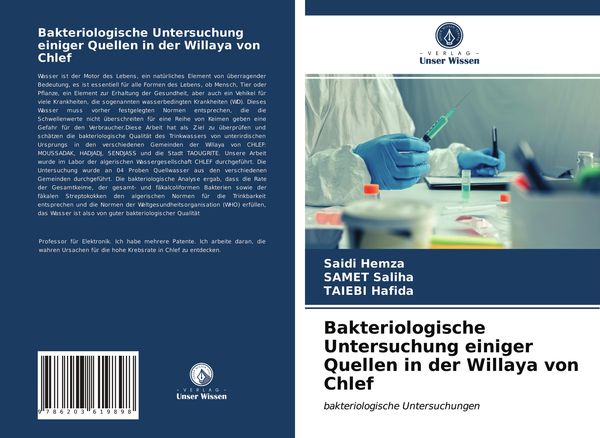 Bakteriologische Untersuchung
einiger Quellen in der Willaya von
Chlef
Wasser ist der Motor des Lebens, ein natürliches Element von überragender
Bedeutung, es ist essentiell für alle Formen des Lebens, ob Mensch, Tier oder
Pflanze, ein Element zur Erhaltung der Gesundheit, aber auch ein Vehikel für
viele Krankheiten, die sogenannten wasserbedingten Krankheiten (WD). Dieses
Wasser muss vorher festgelegten Normen entsprechen, die die
Schwellenwerte nicht überschreiten für eine Reihe von Keimen geben eine
Gefahr für den Verbraucher.Diese Arbeit hat als Ziel zu überprüfen und
schätzen die bakteriologische Qualität des Trinkwassers von unterirdischen
Ursprungs in den verschiedenen Gemeinden der Wilaya von CHLEF:
MOUSSADAK, HADJADJ, SENDJASS und die Stadt TAOUGRITE. Unsere Arbeit
wurde im Labor der algerischen Wassergesellschaft CHLEF durchgeführt. Die
Untersuchung wurde an 04 Proben Quellwasser aus den verschiedenen
Gemeinden durchgeführt. Die bakteriologische Analyse ergab, dass die Rate
der Gesamtkeime, der gesamt- und fäkalcoliformen Bakterien sowie der
fäkalen Streptokokken den algerischen Normen für die Trinkbarkeit
entsprechen und die Normen der Weltgesundheitsorganisation (WHO) erfüllen,
das Wasser ist also von guter bakteriologischer Qualität
Professor für Elektronik. Ich habe mehrere Patente. Ich arbeite daran, die
wahren Ursachen für die hohe Krebsrate in Chlef zu entdecken.
9 786203 619898
– VERLAG –
Unser Wissen
– VERLAG –
Unser Wissen
Saidi Hemza
SAMET Saliha
TAIEBI Hafida
Bakteriologische
Untersuchung einiger
Quellen in der Willaya von
Chlef
bakteriologische Untersuchungen